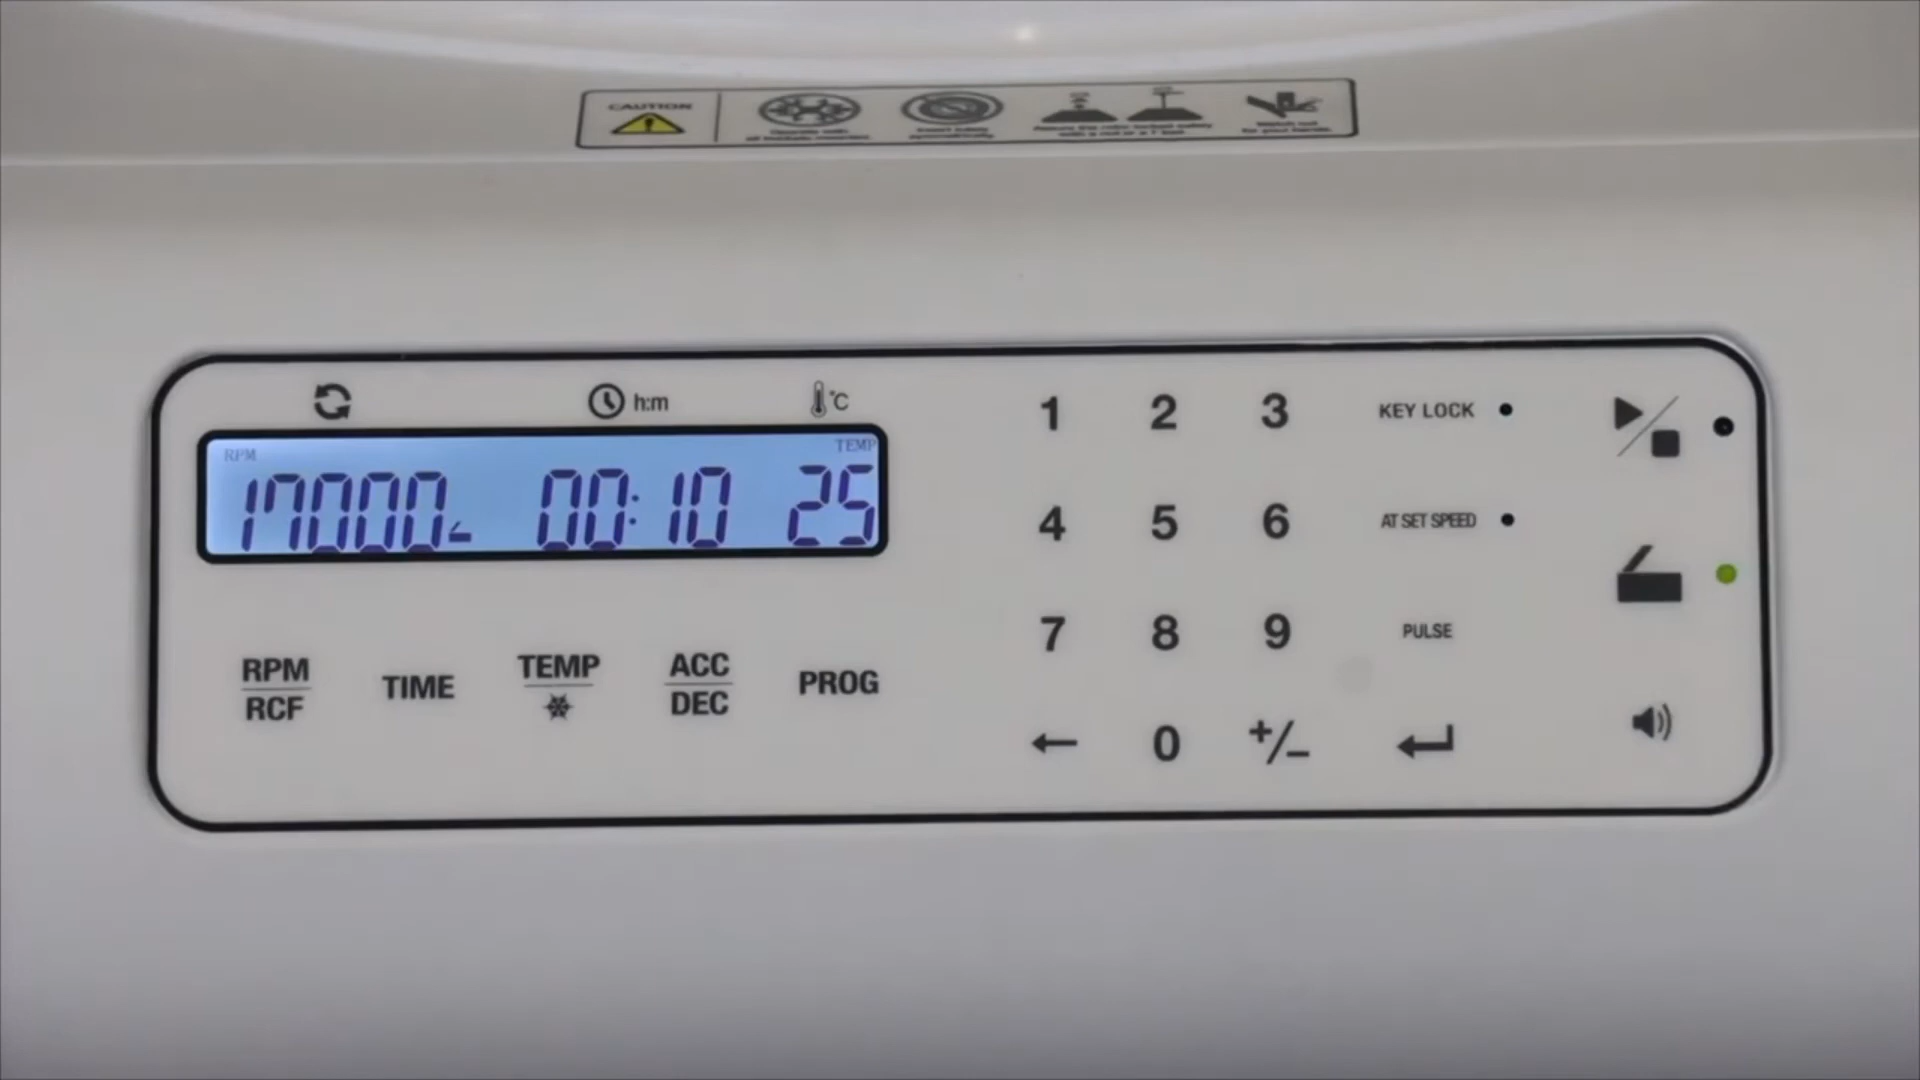 CAUTION
h:m °C
RPM TEMP
17000 00:10 25
RPM
RCF
TIME
TEMP
ACC
DEC
PROG
1 2 3 KEY LOCK
4 5 6 AT SET SPEED
7 8 9 PULSE
0 +/-